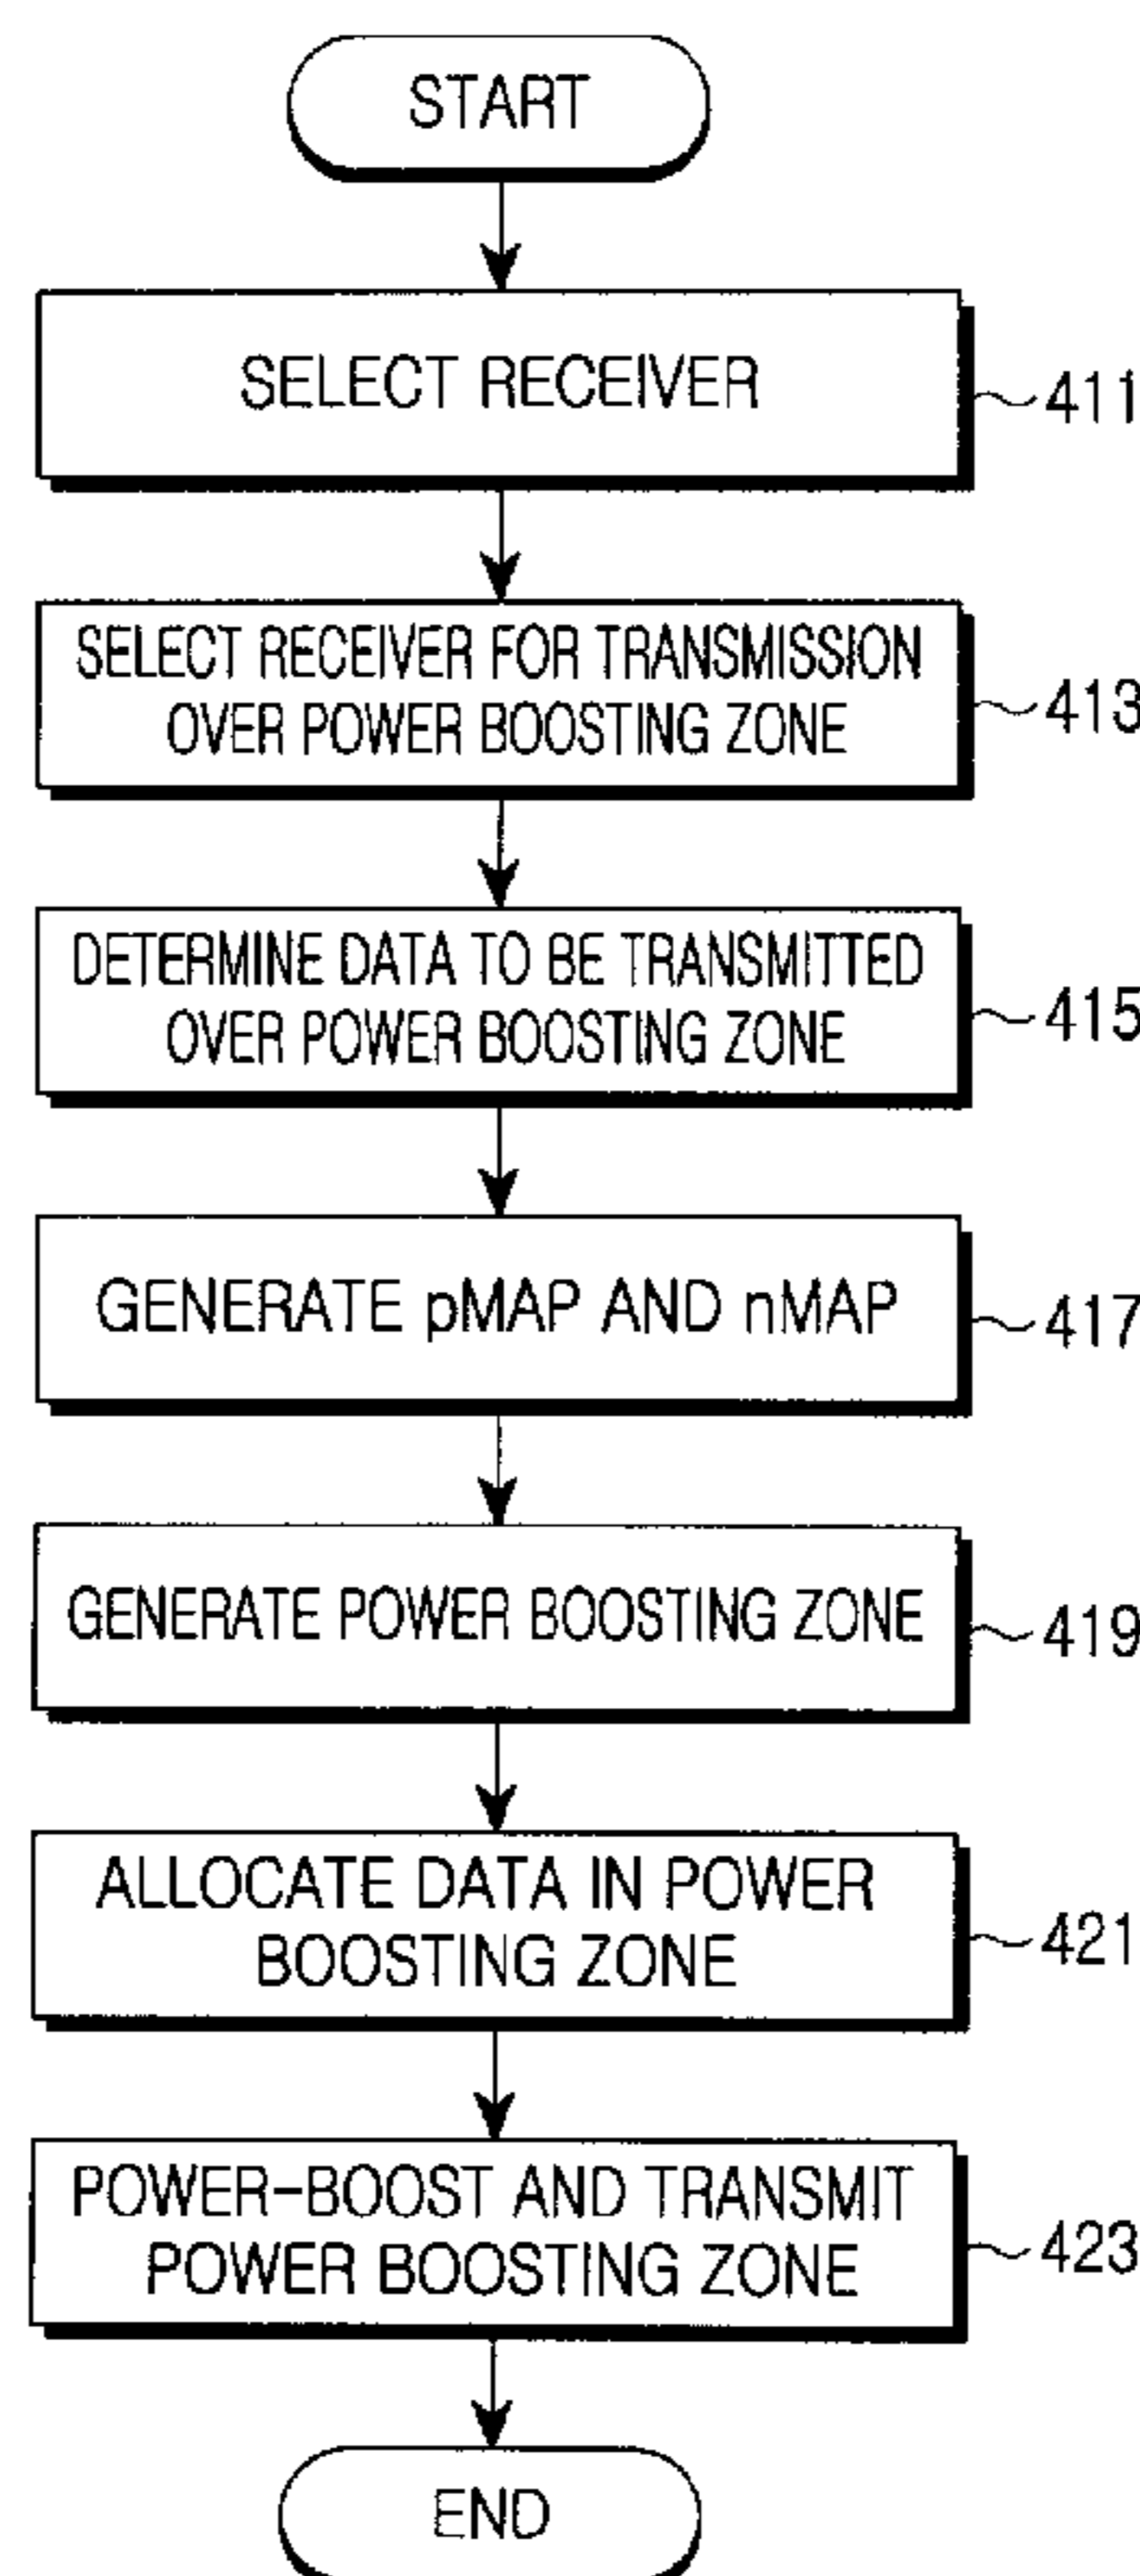 START
SELECT RECEIVER
411
SELECT RECEIVER FOR TRANSMISSION
OVER POWER BOOSTING ZONE
413
DETERMINE DATA TO BE TRANSMITTED
OVER POWER BOOSTING ZONE
415
GENERATE pMAP AND nMAP
417
GENERATE POWER BOOSTING ZONE
419
ALLOCATE DATA IN POWER
BOOSTING ZONE
421
POWER-BOOST AND TRANSMIT
POWER BOOSTING ZONE
423
END